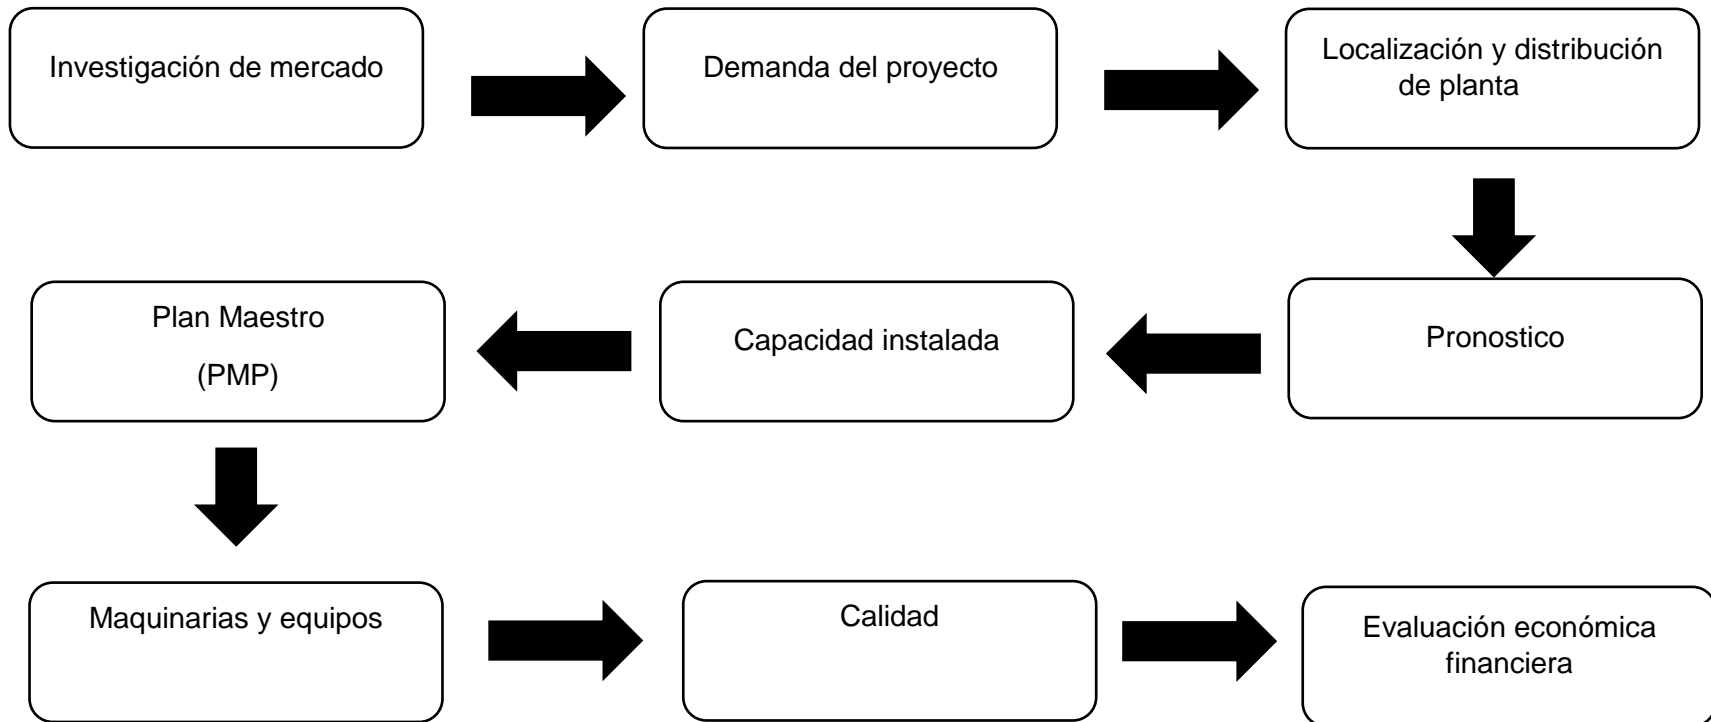 Investigación de mercado
Demanda del proyecto
Localización y distribución
de planta
Pronostico
Capacidad instalada
Plan Maestro
(PMP)
Maquinarias y equipos
Calidad
Evaluación económica
financiera